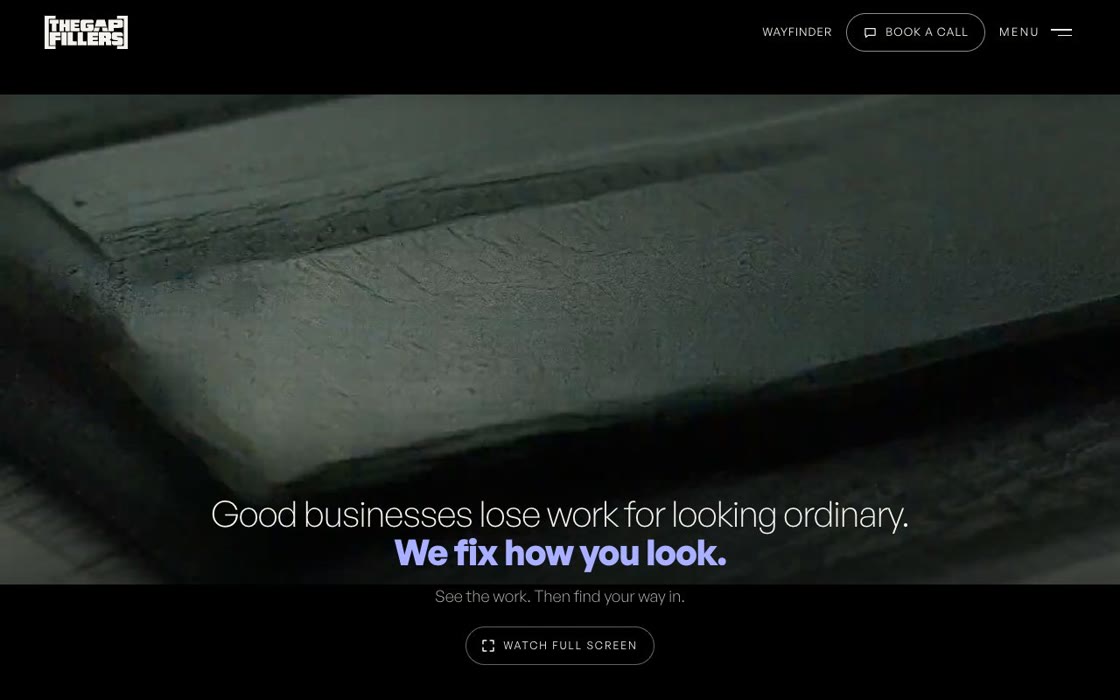 THEGAP
FILLERS
WAYFINDER
BOOK A CALL
MENU
Good businesses lose work for looking ordinary.
We fix how you look.
See the work. Then find your way in.
WATCH FULL SCREEN